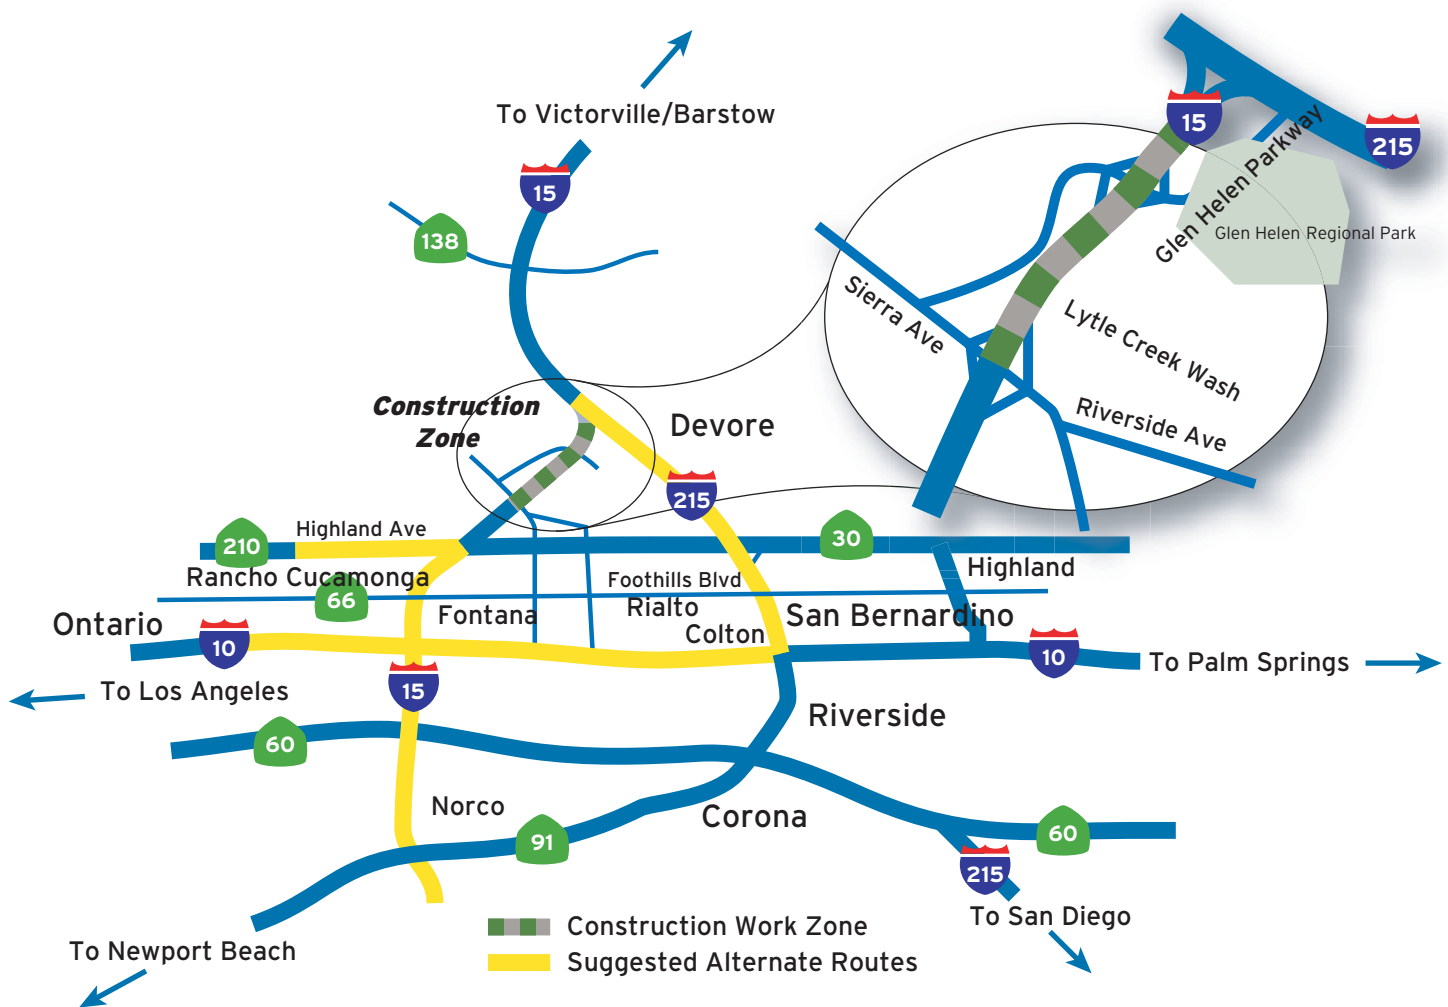 To Victorville/Barstow
15
138
15
215
Glen Helen Parkway
Glen Helen Regional Park
Sierra Ave
Lytle Creek Wash
Riverside Ave
Construction
Zone
Devore
215
210
Highland Ave
30
Rancho Cucamonga
66
Foothills Blvd
Highland
Ontario
Fontana
Rialto
San Bernardino
Colton
10
10
To Palm Springs
To Los Angeles
15
Riverside
60
Norco
Corona
91
60
215
To San Diego
To Newport Beach
Construction Work Zone
Suggested Alternate Routes